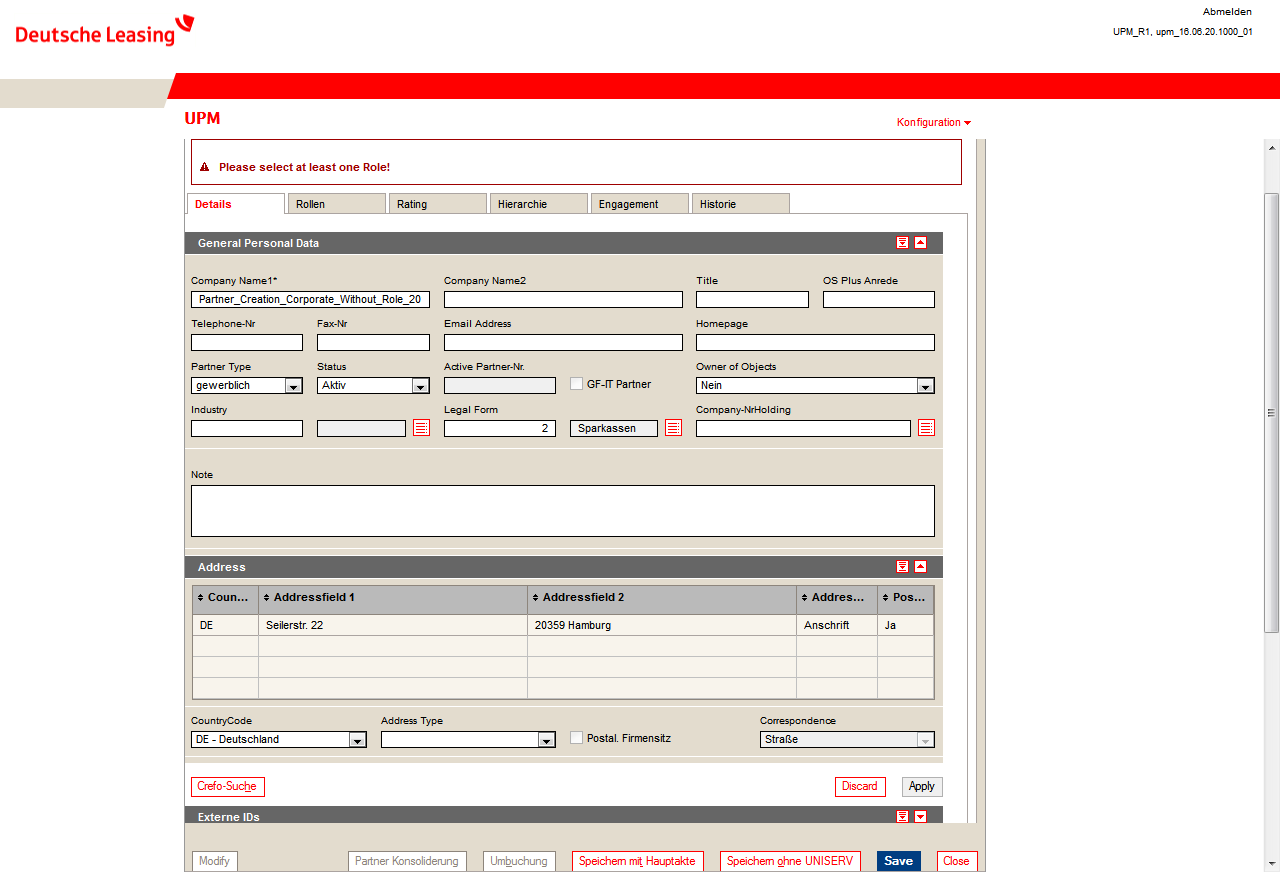 Deutsche Leasing
Abmelden
UPM_R1, upm_16.06.20.1000_01
UPM
Konfiguration
Please select at least one Role!
Details Rollen Rating Hierarchie Engagement Historie
General Personal Data
Company Name1* Company Name2 Title OS Plus Anrede
Partner_Creation_Corporate_Without_Role_20
Telephone-Nr Fax-Nr Email Address Homepage
Partner Type Status Active Partner-Nr. Owner of Objects
gewerblich Aktiv GF-IT Partner Nein
Industry Legal Form Company-NrHolding
2 Sparkassen
Note
Address
Coun... Addressfield 1 Addressfield 2 Addres... Pos...
DE Seilerstr. 22 20359 Hamburg Anschrift Ja
CountryCode Address Type Correspondence
DE - Deutschland Postal. Firmensitz Straße
Crefo-Suche Discard Apply
Externe IDs
Modify Partner Konsoliderung Umbuchung Speichern mit Hauptakte Speichern ohne UNISERV Save Close